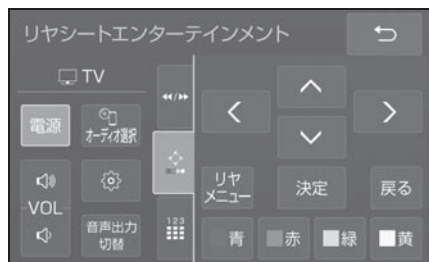 リヤシートエンターテインメント
TV
電源
オーディオ選択
VOL
音声出力
切替
123
リヤ
メニュー
決定
戻る
青
赤
緑
黄